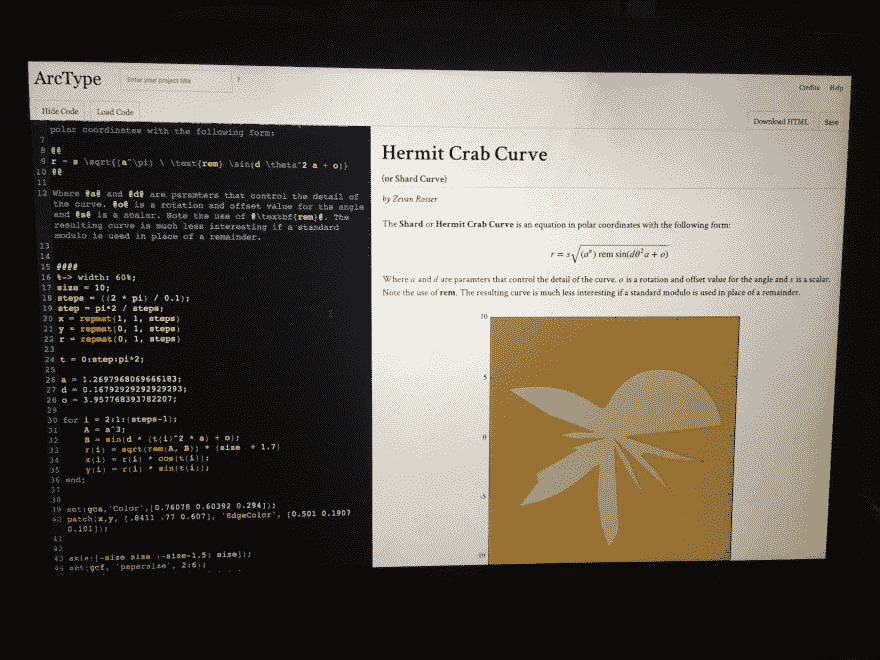 ArcType
Enter your project title
Credits Help
Hide Code Load Code
Download HTML Save
polar coordinates with the following form:
7
8 @@
9 r = s \sqrt{(a^\pi) \ \text{rem} \sin(d \theta^2 a + o)}
10 @@
11
12 Where @a@ and @d@ are paramters that control the detail of
the curve. @o@ is a rotation and offset value for the angle
and @s@ is a scalar. Note the use of @\textbf{rem}@. The
resulting curve is much less interesting if a standard
modulo is used in place of a remainder.
13
14
15 ####
16 %-> width: 60%;
17 size = 10;
18 steps = ((2 * pi) / 0.1);
19 step = pi*2 / steps;
20 x = repmat(1, 1, steps)
21 y = repmat(0, 1, steps)
22 r = repmat(0, 1, steps)
23
24 t = 0:step:pi*2;
25
26 a = 1.2697968069666183;
27 d = 0.16792929292929293;
28 o = 3.957768393782207;
29
30 for i = 2:1:(steps-1);
31 A = a^3;
32 B = sin(d * (t(i)^2 * a) + o);
33 r(i) = sqrt(rem(A, B)) * (size + 1.7)
34 x(i) = r(i) * cos(t(i));
35 y(i) = r(i) * sin(t(i));
36 end;
37
38
39 set(gca,'Color',[0.76078 0.60392 0.294]);
40 patch(x,y, [.8411 .77 0.607], 'EdgeColor', [0.501 0.1907
0.101]);
41
42
43 axis([-size size (-size-1.5) size]);
44 set(gcf, 'papersize', 2:6);
Hermit Crab Curve
(or Shard Curve)
by Zevan Rosser
The Shard or Hermit Crab Curve is an equation in polar coordinates with the following form:
r = s√(aπ) rem sin(dθ²a + o)
Where a and d are paramters that control the detail of the curve. o is a rotation and offset value for the angle and s is a scalar.
Note the use of rem. The resulting curve is much less interesting if a standard modulo is used in place of a remainder.
10
5
0
-5
-10